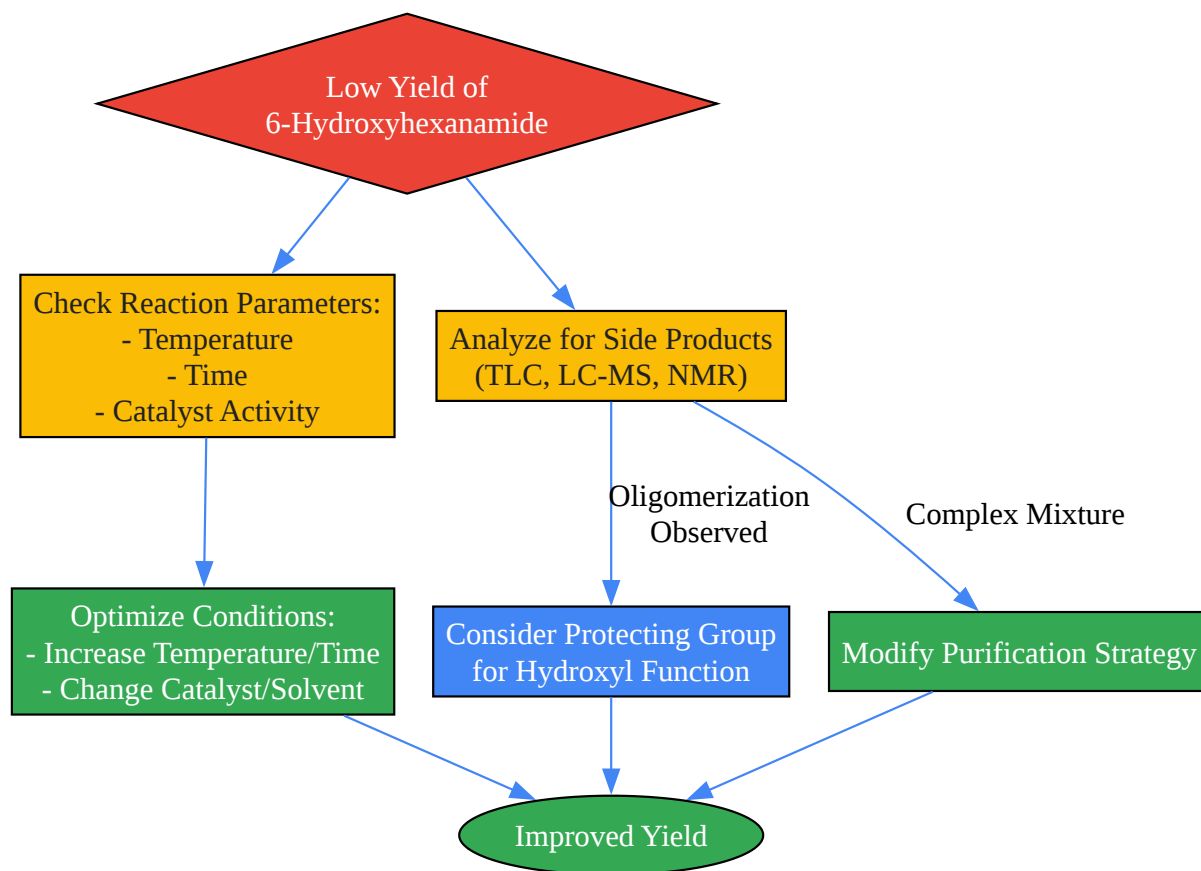 Low Yield of
6-Hydroxyhexanamide
Check Reaction Parameters:
- Temperature
- Time
- Catalyst Activity
Analyze for Side Products
(TLC, LC-MS, NMR)
Oligomerization
Observed
Complex Mixture
Optimize Conditions:
- Increase Temperature/Time
- Change Catalyst/Solvent
Consider Protecting Group
for Hydroxyl Function
Modify Purification Strategy
Improved Yield